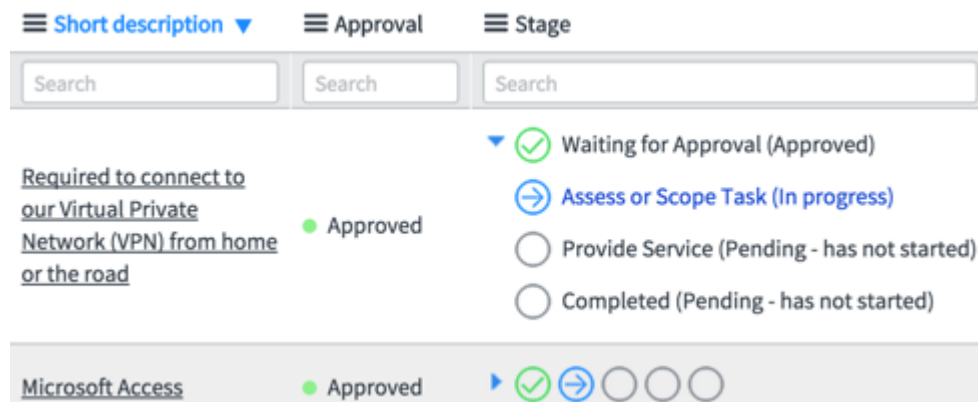 Short description Approval Stage
Search Search Search
Waiting for Approval (Approved)
Required to connect to
our Virtual Private
Network (VPN) from home
or the road
Approved
Assess or Scope Task (In progress)
Provide Service (Pending - has not started)
Completed (Pending - has not started)
Microsoft Access Approved